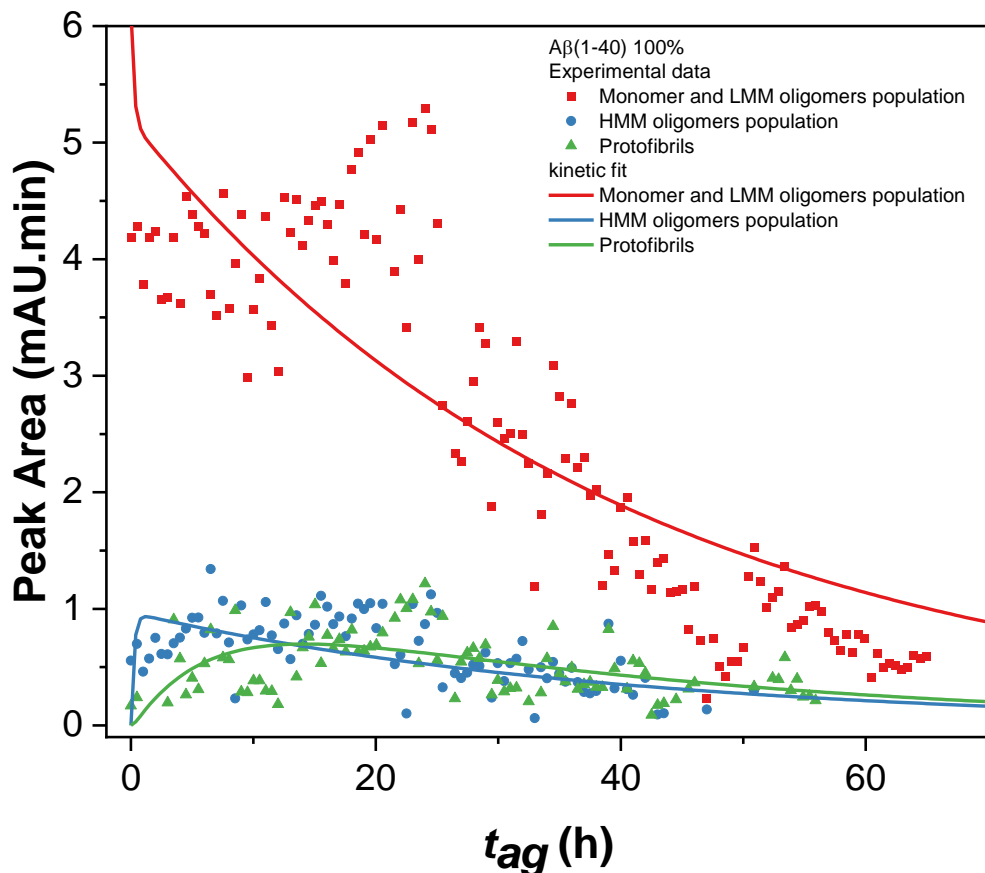 6
5
4
3
2
1
0
Peak Area (mAU.min)
Aβ(1-40) 100%
Experimental data
Monomer and LMM oligomers population
HMM oligomers population
Protofibrils
kinetic fit
Monomer and LMM oligomers population
HMM oligomers population
Protofibrils
0 20 40 60
tag (h)